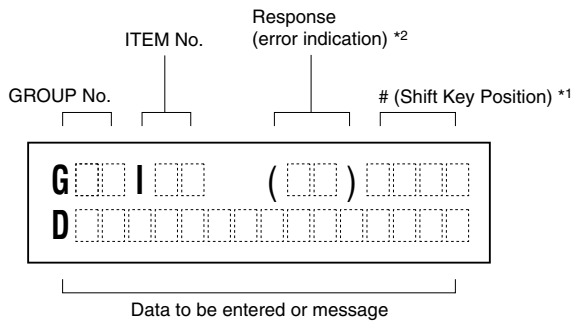 Response
(error indication) *2
ITEM No.
GROUP No.
# (Shift Key Position) *1
G I ( )
D
Data to be entered or message